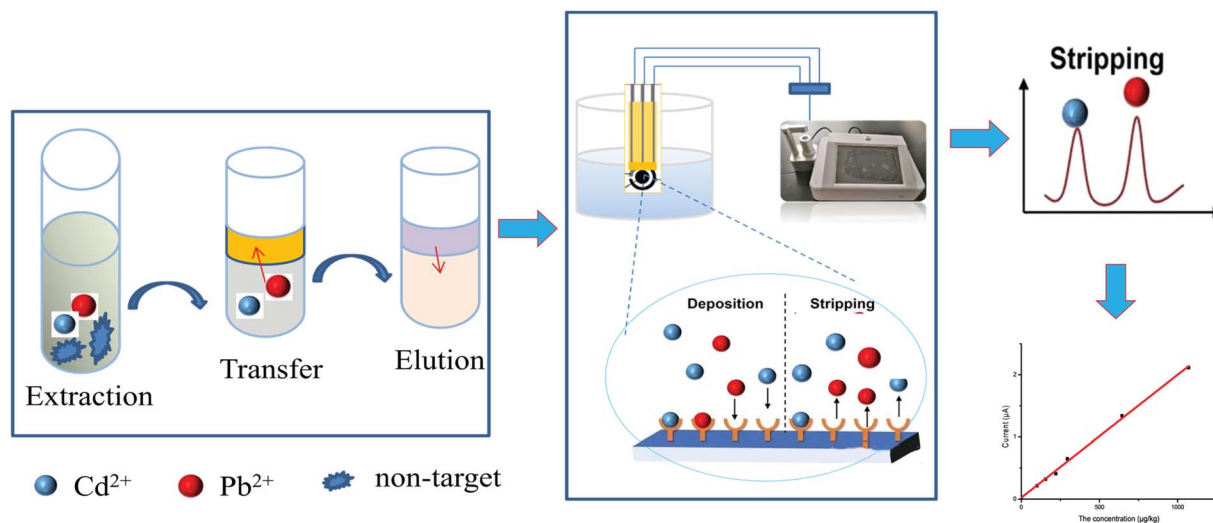 Extraction
Transfer
Elution
Cd²⁺
Pb²⁺
non-target
Deposition
Stripping
Stripping
2
1
0
Current (µA)
0
500
1000
The concentration (µg/kg)